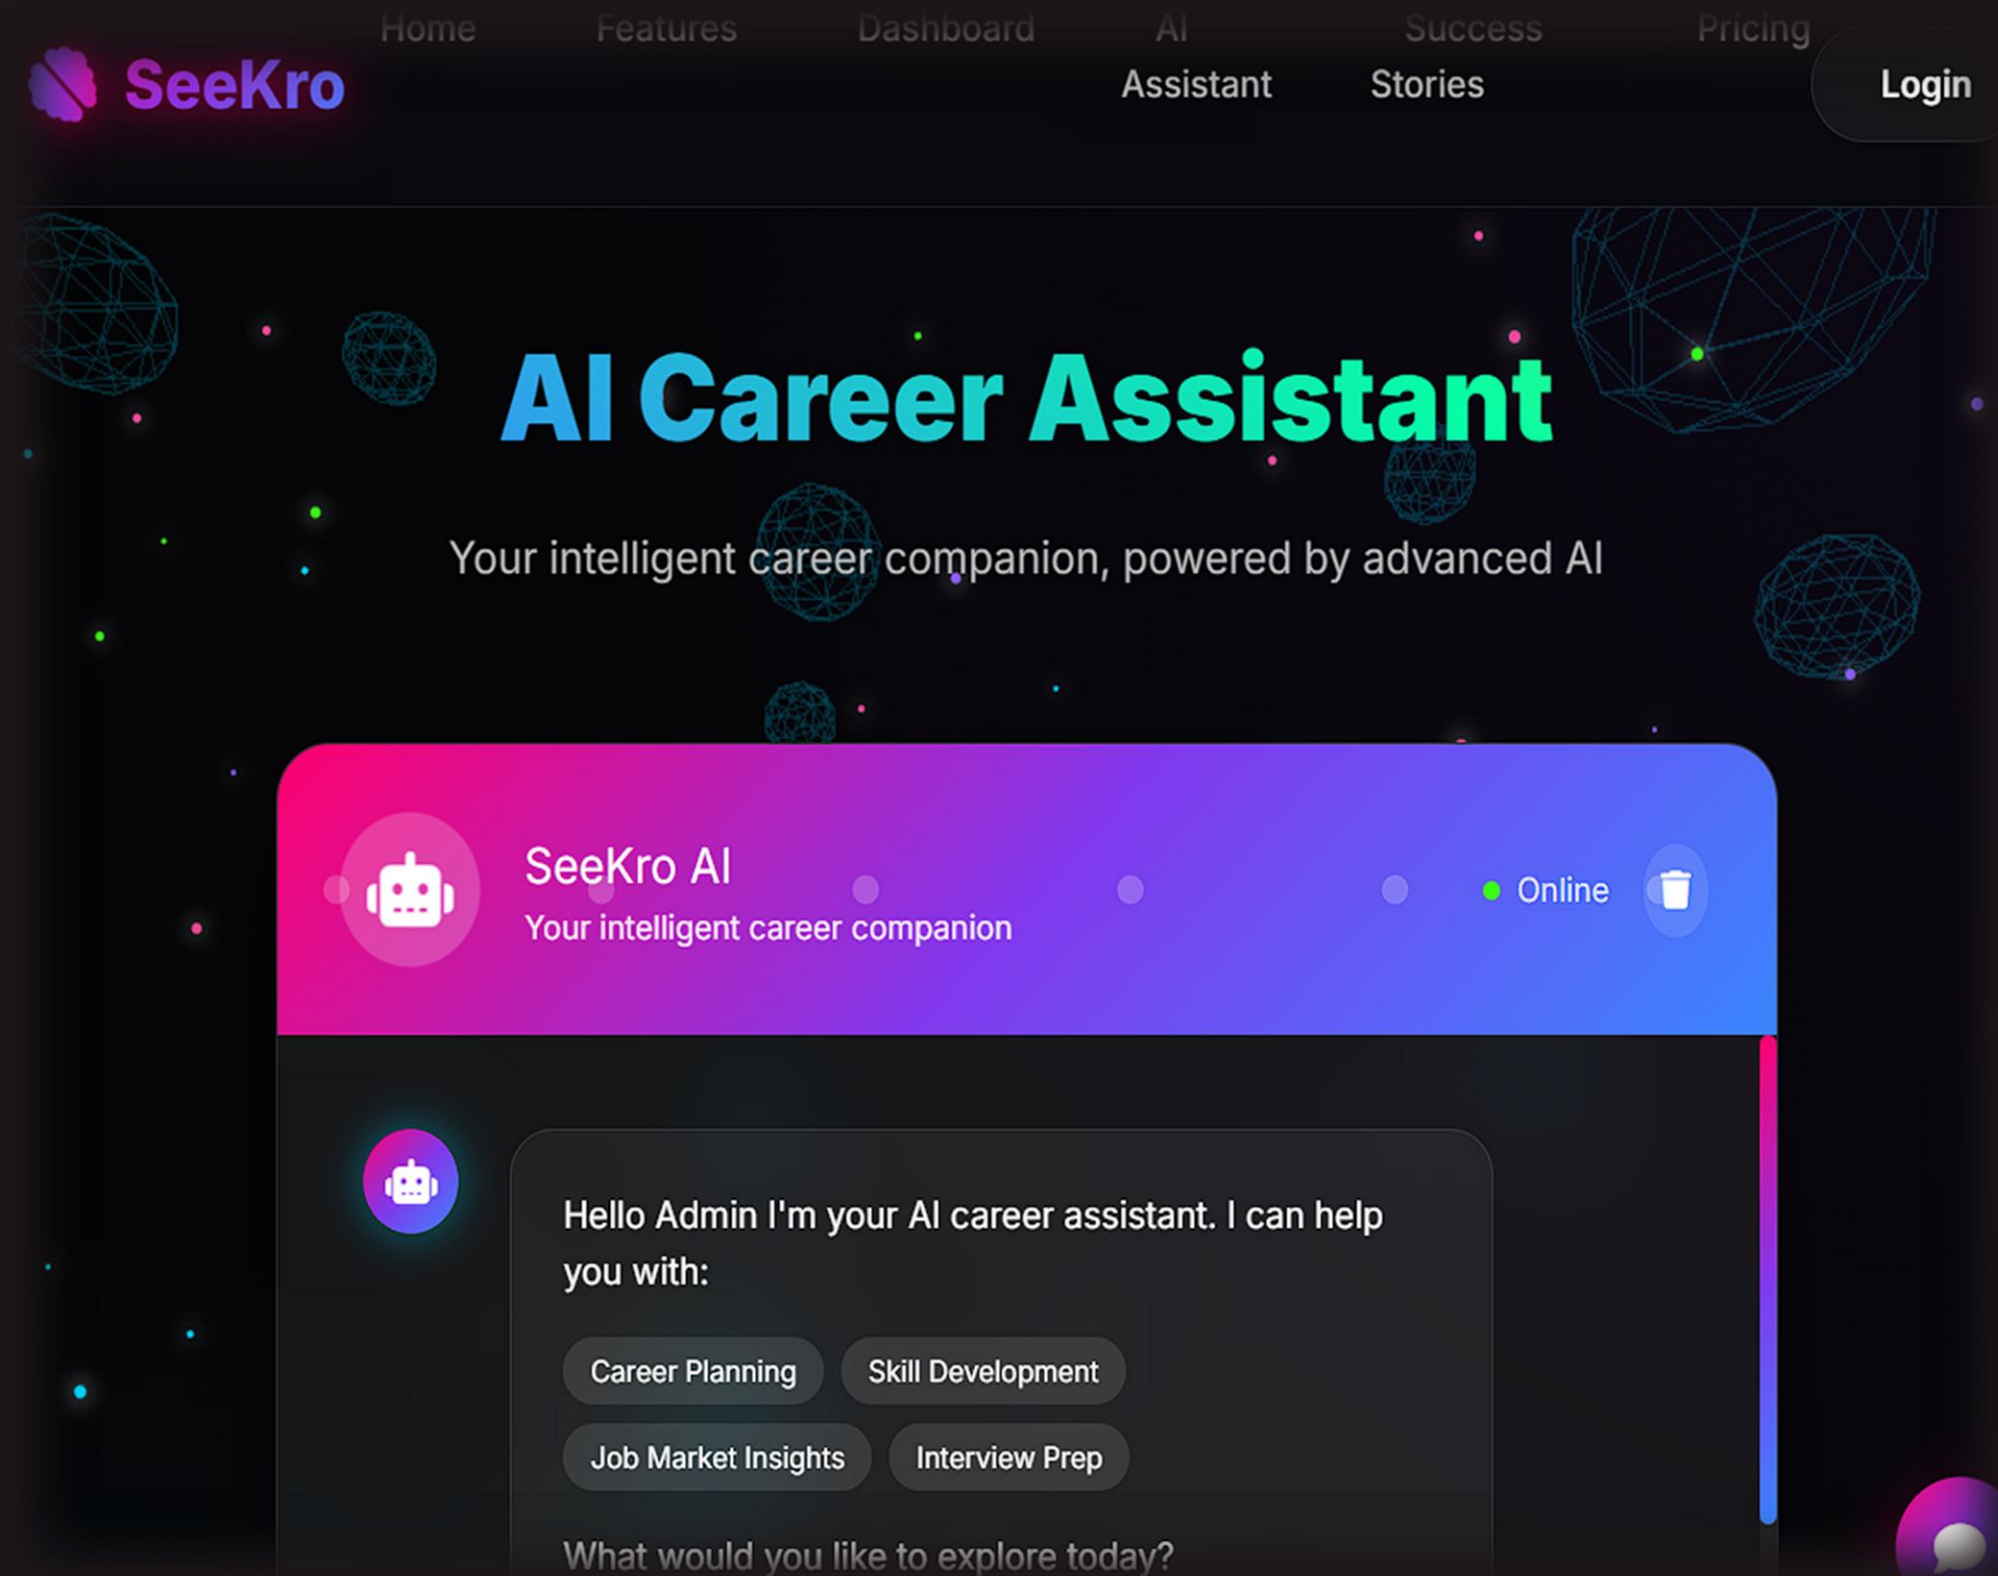 Home Features Dashboard AI Success Pricing
SeeKro Assistant Stories Login
AI Career Assistant
Your intelligent career companion, powered by advanced AI
SeeKro AI
Your intelligent career companion
Online
Hello Admin I'm your AI career assistant. I can help
you with:
Career Planning Skill Development
Job Market Insights Interview Prep
What would you like to explore today?